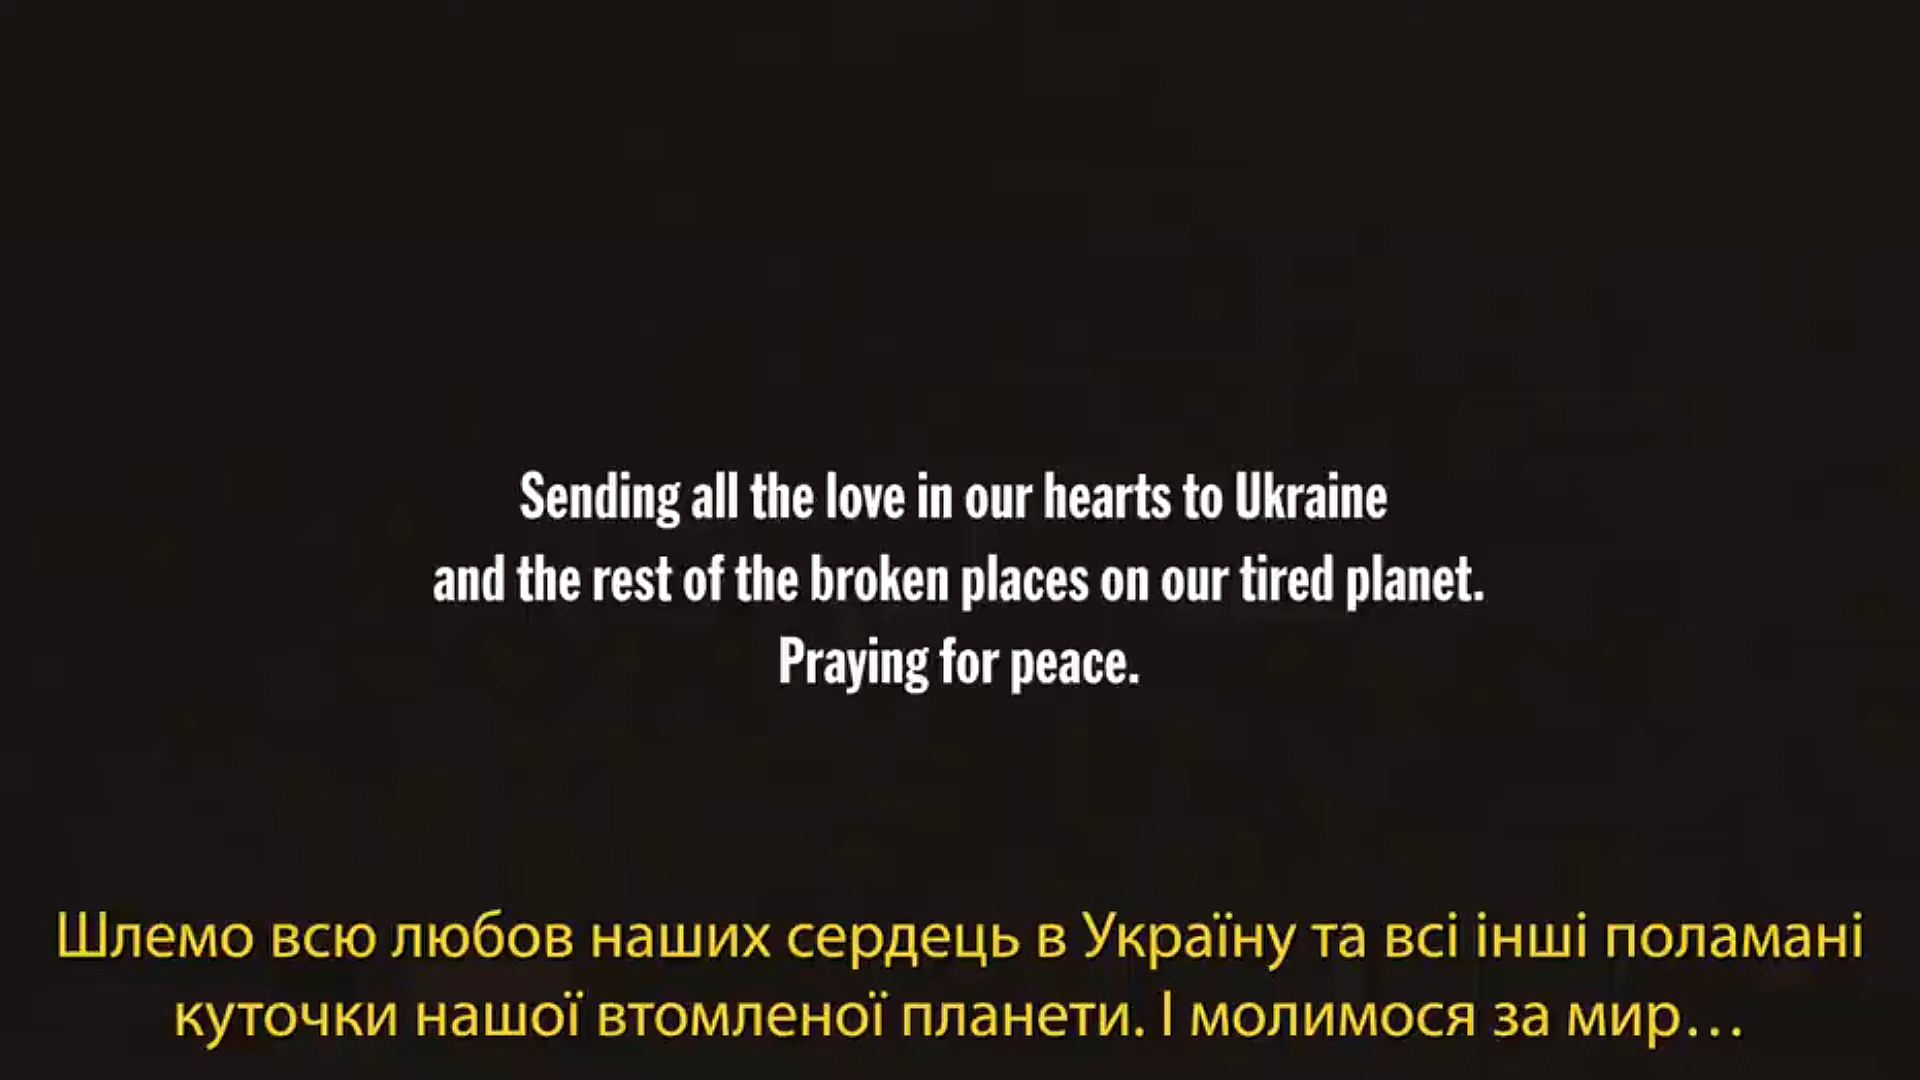 Sending all the love in our hearts to Ukraine
and the rest of the broken places on our tired planet.
Praying for peace.
Шлемо всю любов наших сердець в Україну та всі інші поламані
куточки нашої втомленої планети. І молимося за мир…